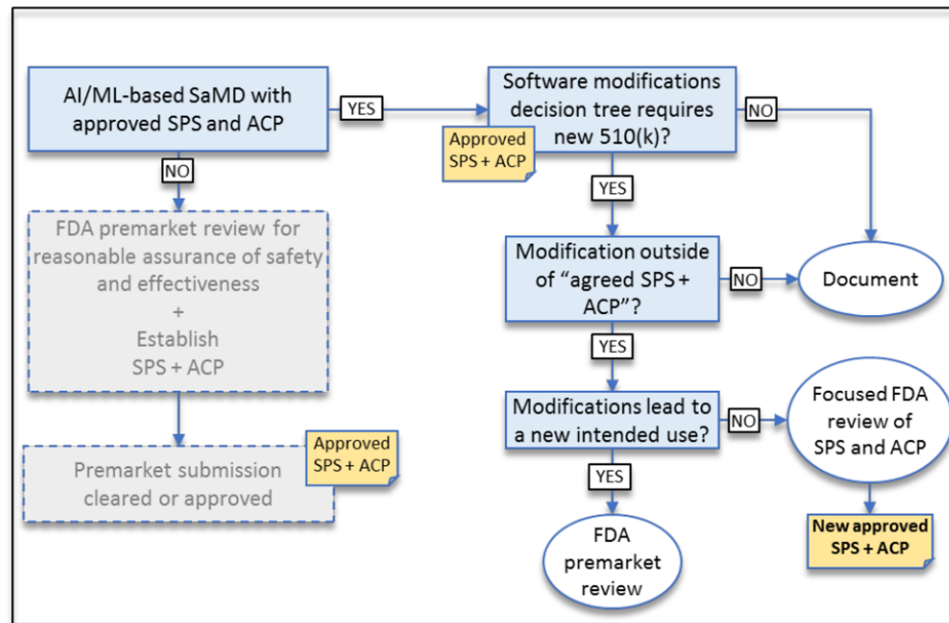 AI/ML-based SaMD with
approved SPS and ACP
YES
Software modifications
decision tree requires
new 510(k)?
NO
Approved
SPS + ACP
NO
YES
FDA premarket review for
reasonable assurance of safety
and effectiveness
+
Establish
SPS + ACP
Modification outside
of “agreed SPS +
ACP”?
NO
Document
YES
Modifications lead to
a new intended use?
NO
Focused FDA
review of
SPS and ACP
Approved
SPS + ACP
Premarket submission
cleared or approved
YES
FDA
premarket
review
New approved
SPS + ACP